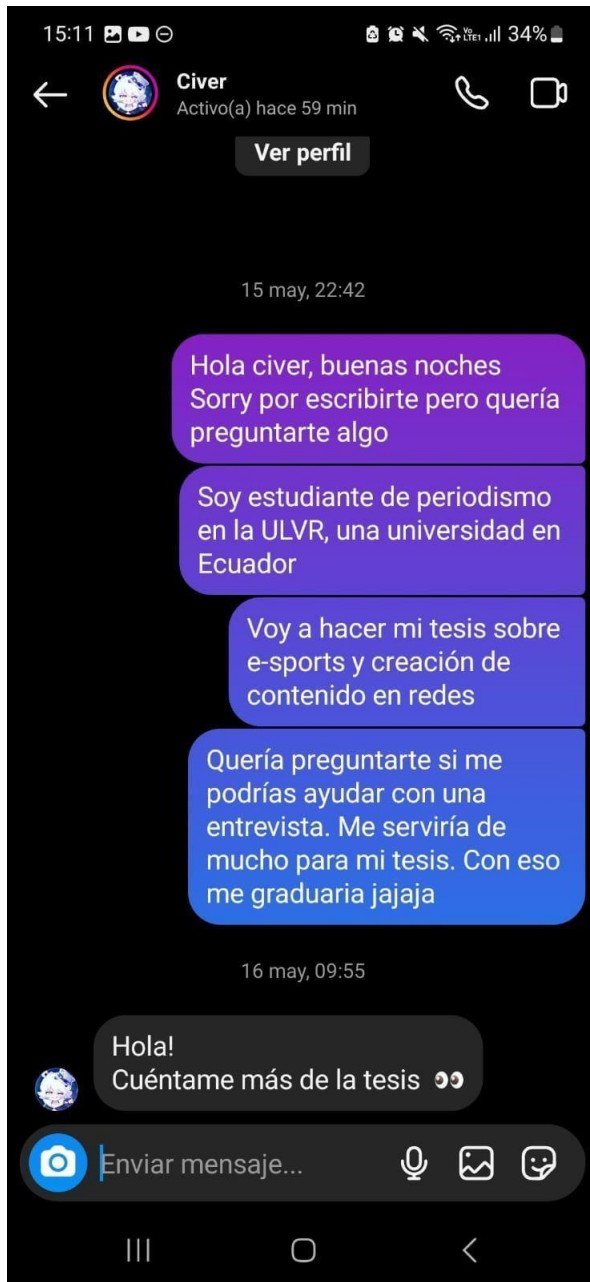 15:11
34%
Civer
Activo(a) hace 59 min
Ver perfil
15 may, 22:42
Hola civer, buenas noches
Sorry por escribirte pero quería
preguntarte algo
Soy estudiante de periodismo
en la ULVR, una universidad en
Ecuador
Voy a hacer mi tesis sobre
e-sports y creación de
contenido en redes
Quería preguntarte si me
podrías ayudar con una
entrevista. Me serviría de
mucho para mi tesis. Con eso
me graduaria jajaja
16 may, 09:55
Hola!
Cuéntame más de la tesis 👀
Enviar mensaje...